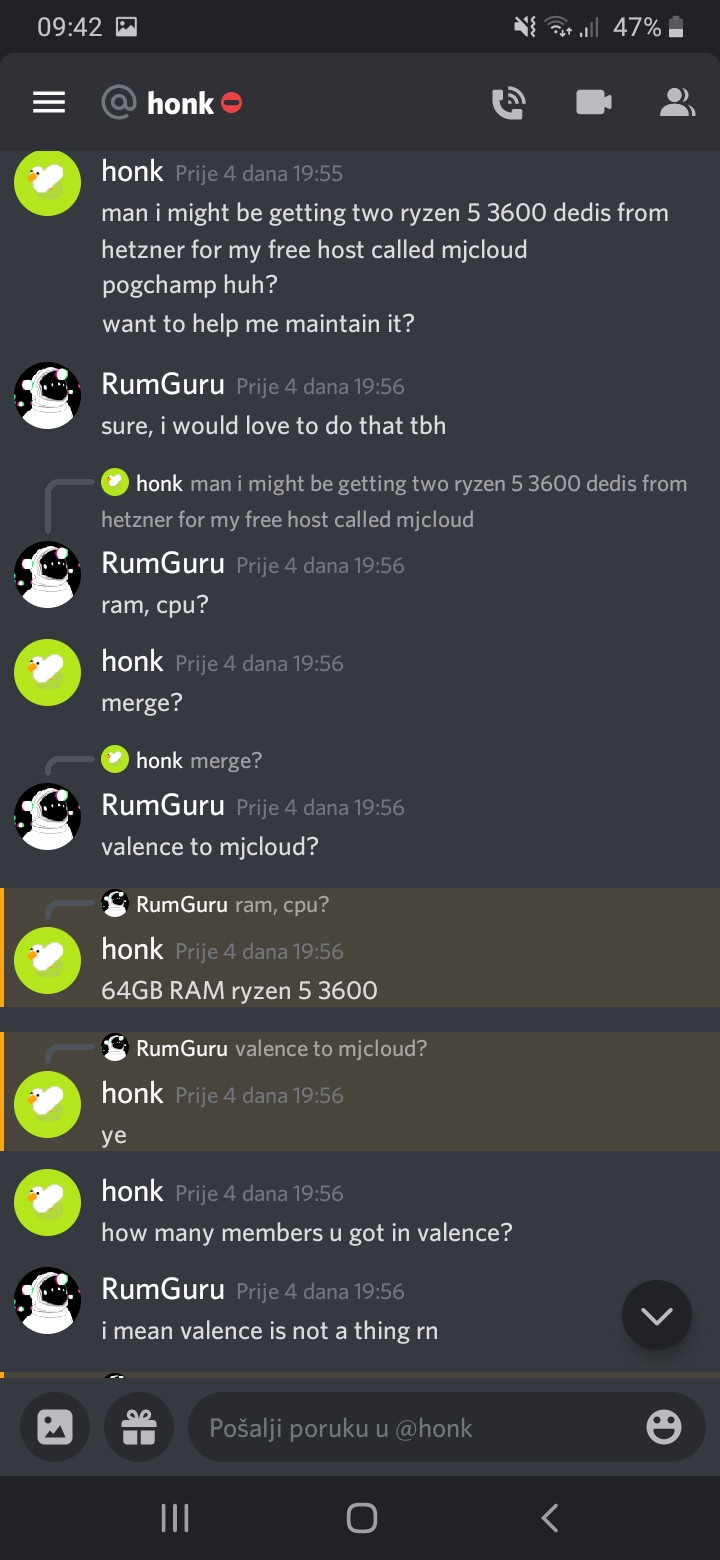 09:42
47%
@ honk
honk Prije 4 dana 19:55
man i might be getting two ryzen 5 3600 dedis from
hetzner for my free host called mjcloud
pogchamp huh?
want to help me maintain it?
RumGuru Prije 4 dana 19:56
sure, i would love to do that tbh
honk man i might be getting two ryzen 5 3600 dedis from
hetzner for my free host called mjcloud
RumGuru Prije 4 dana 19:56
ram, cpu?
honk Prije 4 dana 19:56
merge?
honk merge?
RumGuru Prije 4 dana 19:56
valence to mjcloud?
RumGuru ram, cpu?
honk Prije 4 dana 19:56
64GB RAM ryzen 5 3600
RumGuru valence to mjcloud?
honk Prije 4 dana 19:56
ye
honk Prije 4 dana 19:56
how many members u got in valence?
RumGuru Prije 4 dana 19:56
i mean valence is not a thing rn
Pošalji poruku u @honk